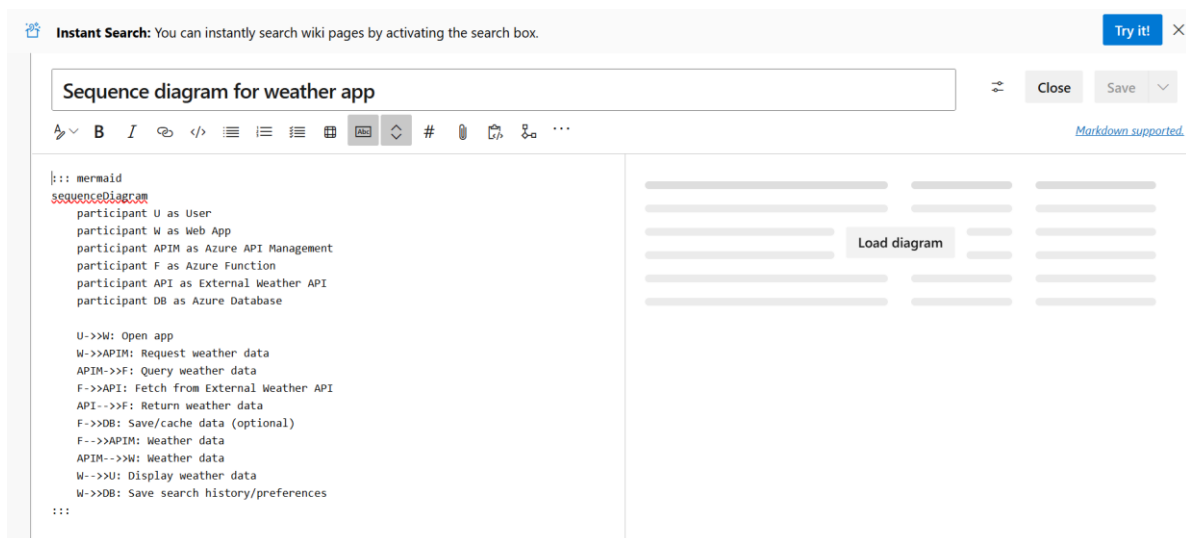 Instant Search: You can instantly search wiki pages by activating the search box.
Try it!
Sequence diagram for weather app
Close
Save
B
I
</>
Abc
#
...
Markdown supported.
::: mermaid
sequenceDiagram
participant U as User
participant W as Web App
participant APIM as Azure API Management
participant F as Azure Function
participant API as External Weather API
participant DB as Azure Database
U->>W: Open app
W->>APIM: Request weather data
APIM->>F: Query weather data
F->>API: Fetch from External Weather API
API-->>F: Return weather data
F->>DB: Save/cache data (optional)
F-->>APIM: Weather data
APIM-->>W: Weather data
W-->>U: Display weather data
W->>DB: Save search history/preferences
:::
Load diagram